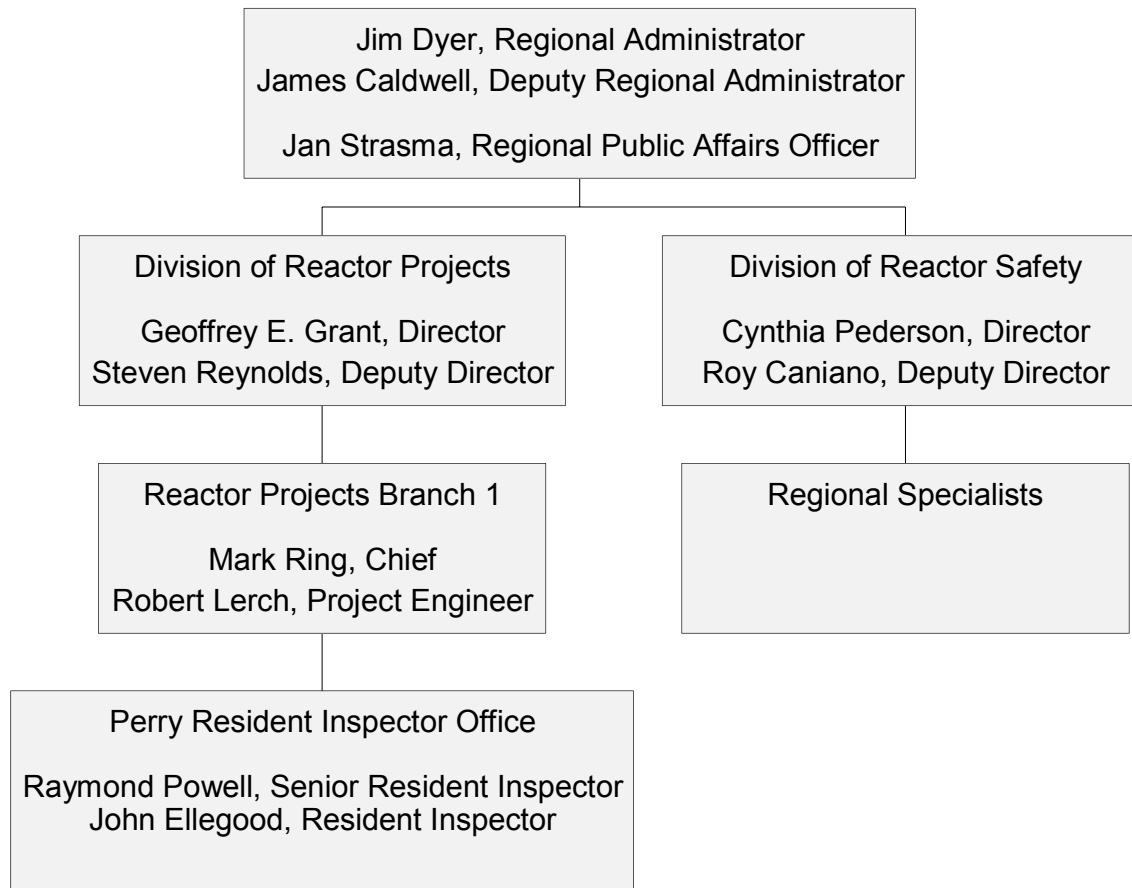 Jim Dyer, Regional Administrator
James Caldwell, Deputy Regional Administrator
Jan Strasma, Regional Public Affairs Officer
Division of Reactor Projects
Geoffrey E. Grant, Director
Steven Reynolds, Deputy Director
Division of Reactor Safety
Cynthia Pederson, Director
Roy Caniano, Deputy Director
Reactor Projects Branch 1
Mark Ring, Chief
Robert Lerch, Project Engineer
Regional Specialists
Perry Resident Inspector Office
Raymond Powell, Senior Resident Inspector
John Ellegood, Resident Inspector